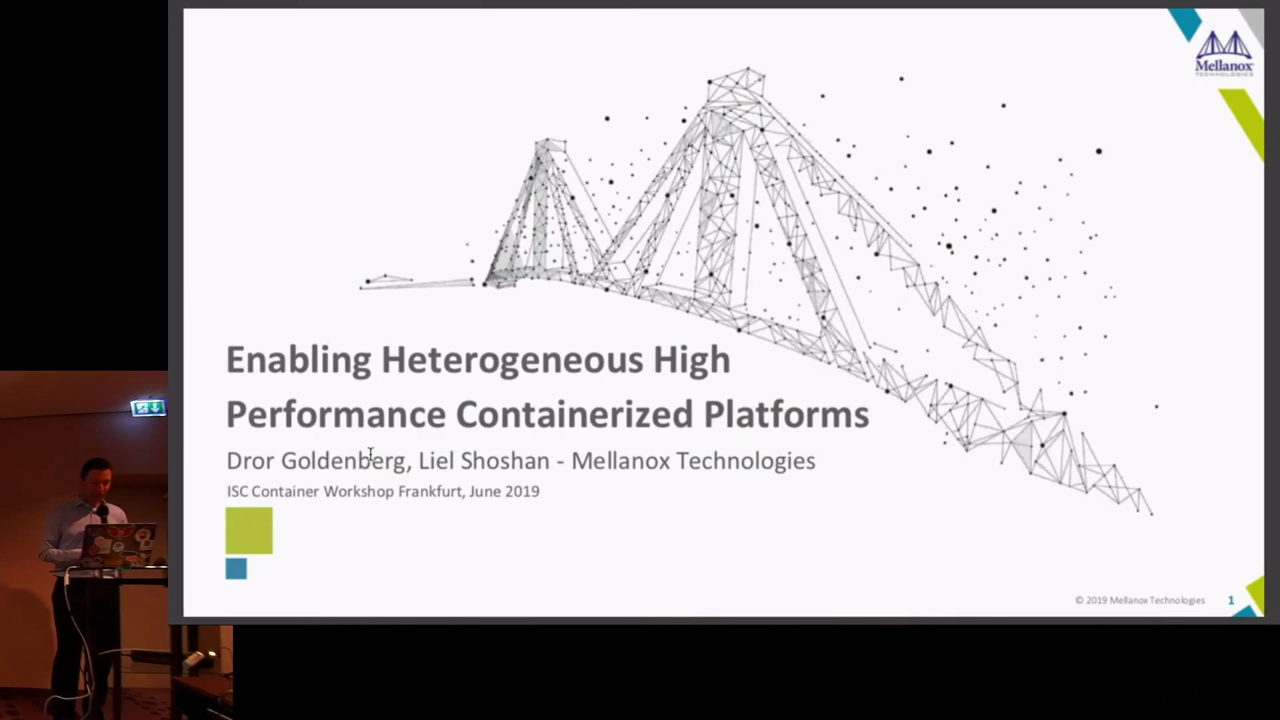 Mellanox
TECHNOLOGIES
Enabling Heterogeneous High
Performance Containerized Platforms
Dror Goldenberg, Liel Shoshan - Mellanox Technologies
ISC Container Workshop Frankfurt, June 2019
© 2019 Mellanox Technologies 1